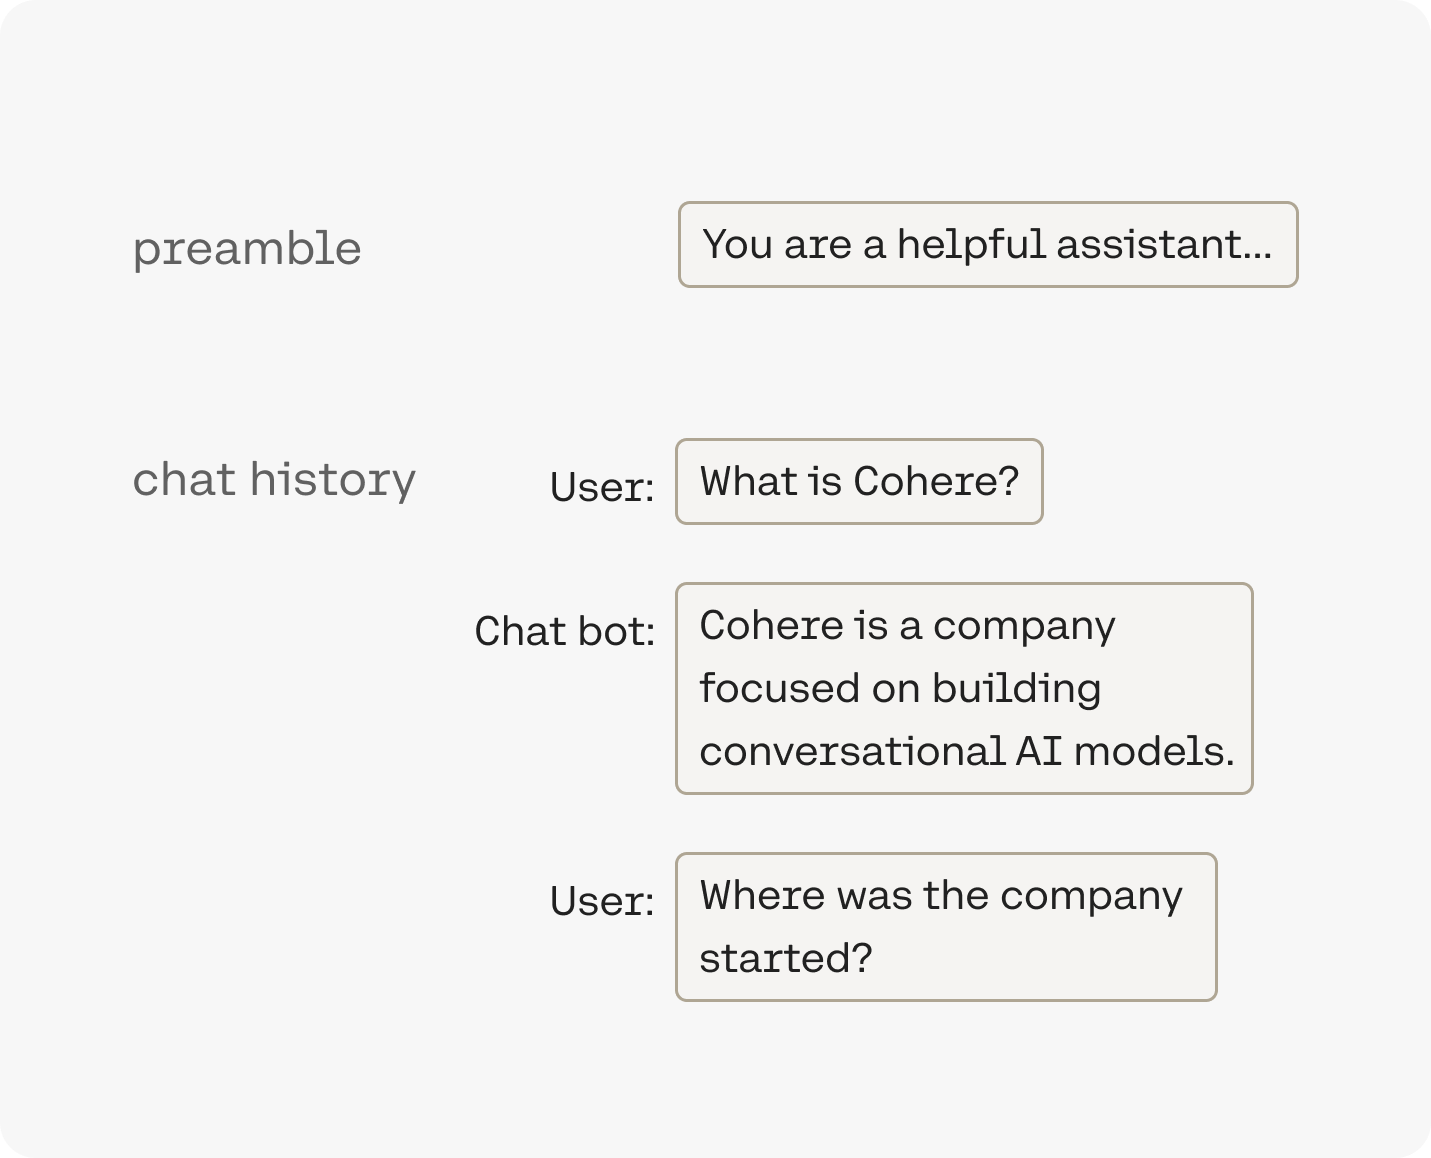 preamble
You are a helpful assistant...
chat history
User:
What is Cohere?
Chat bot:
Cohere is a company
focused on building
conversational AI models.
User:
Where was the company
started?